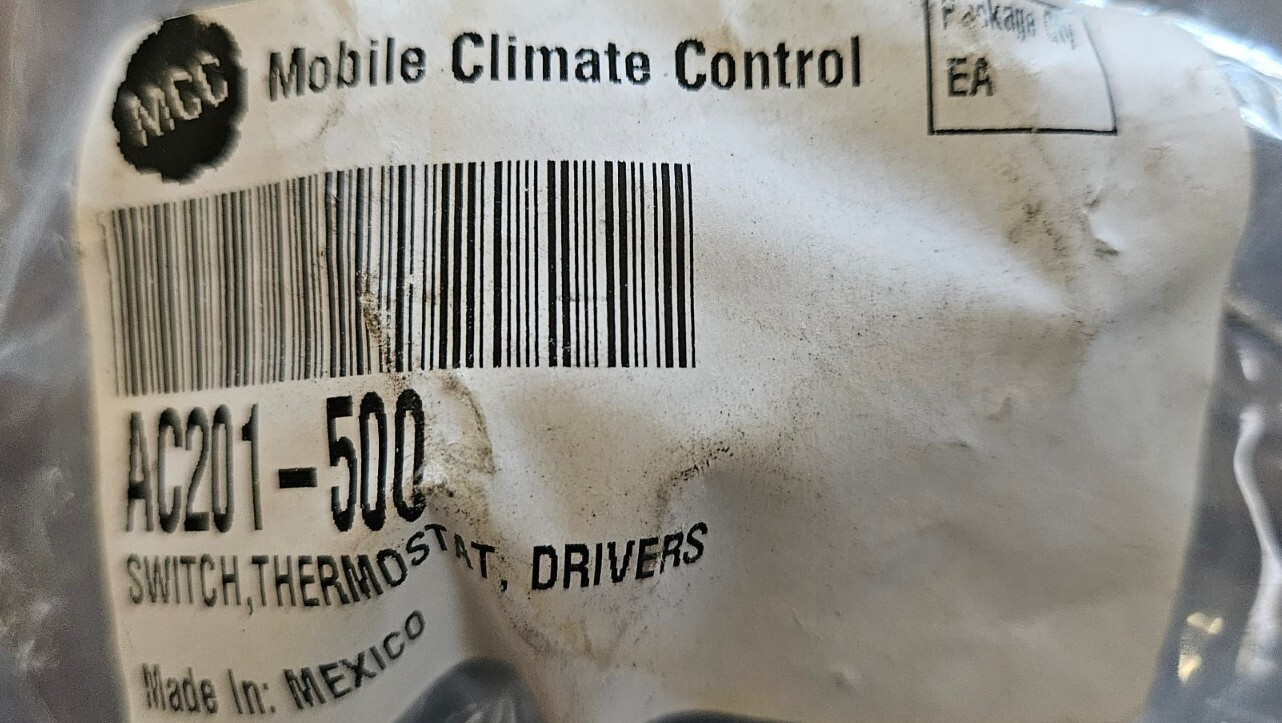 MCC
Mobile Climate Control
Package Qty
EA
AC201-500
SWITCH,THERMOSTAT, DRIVERS
Made In: MEXICO